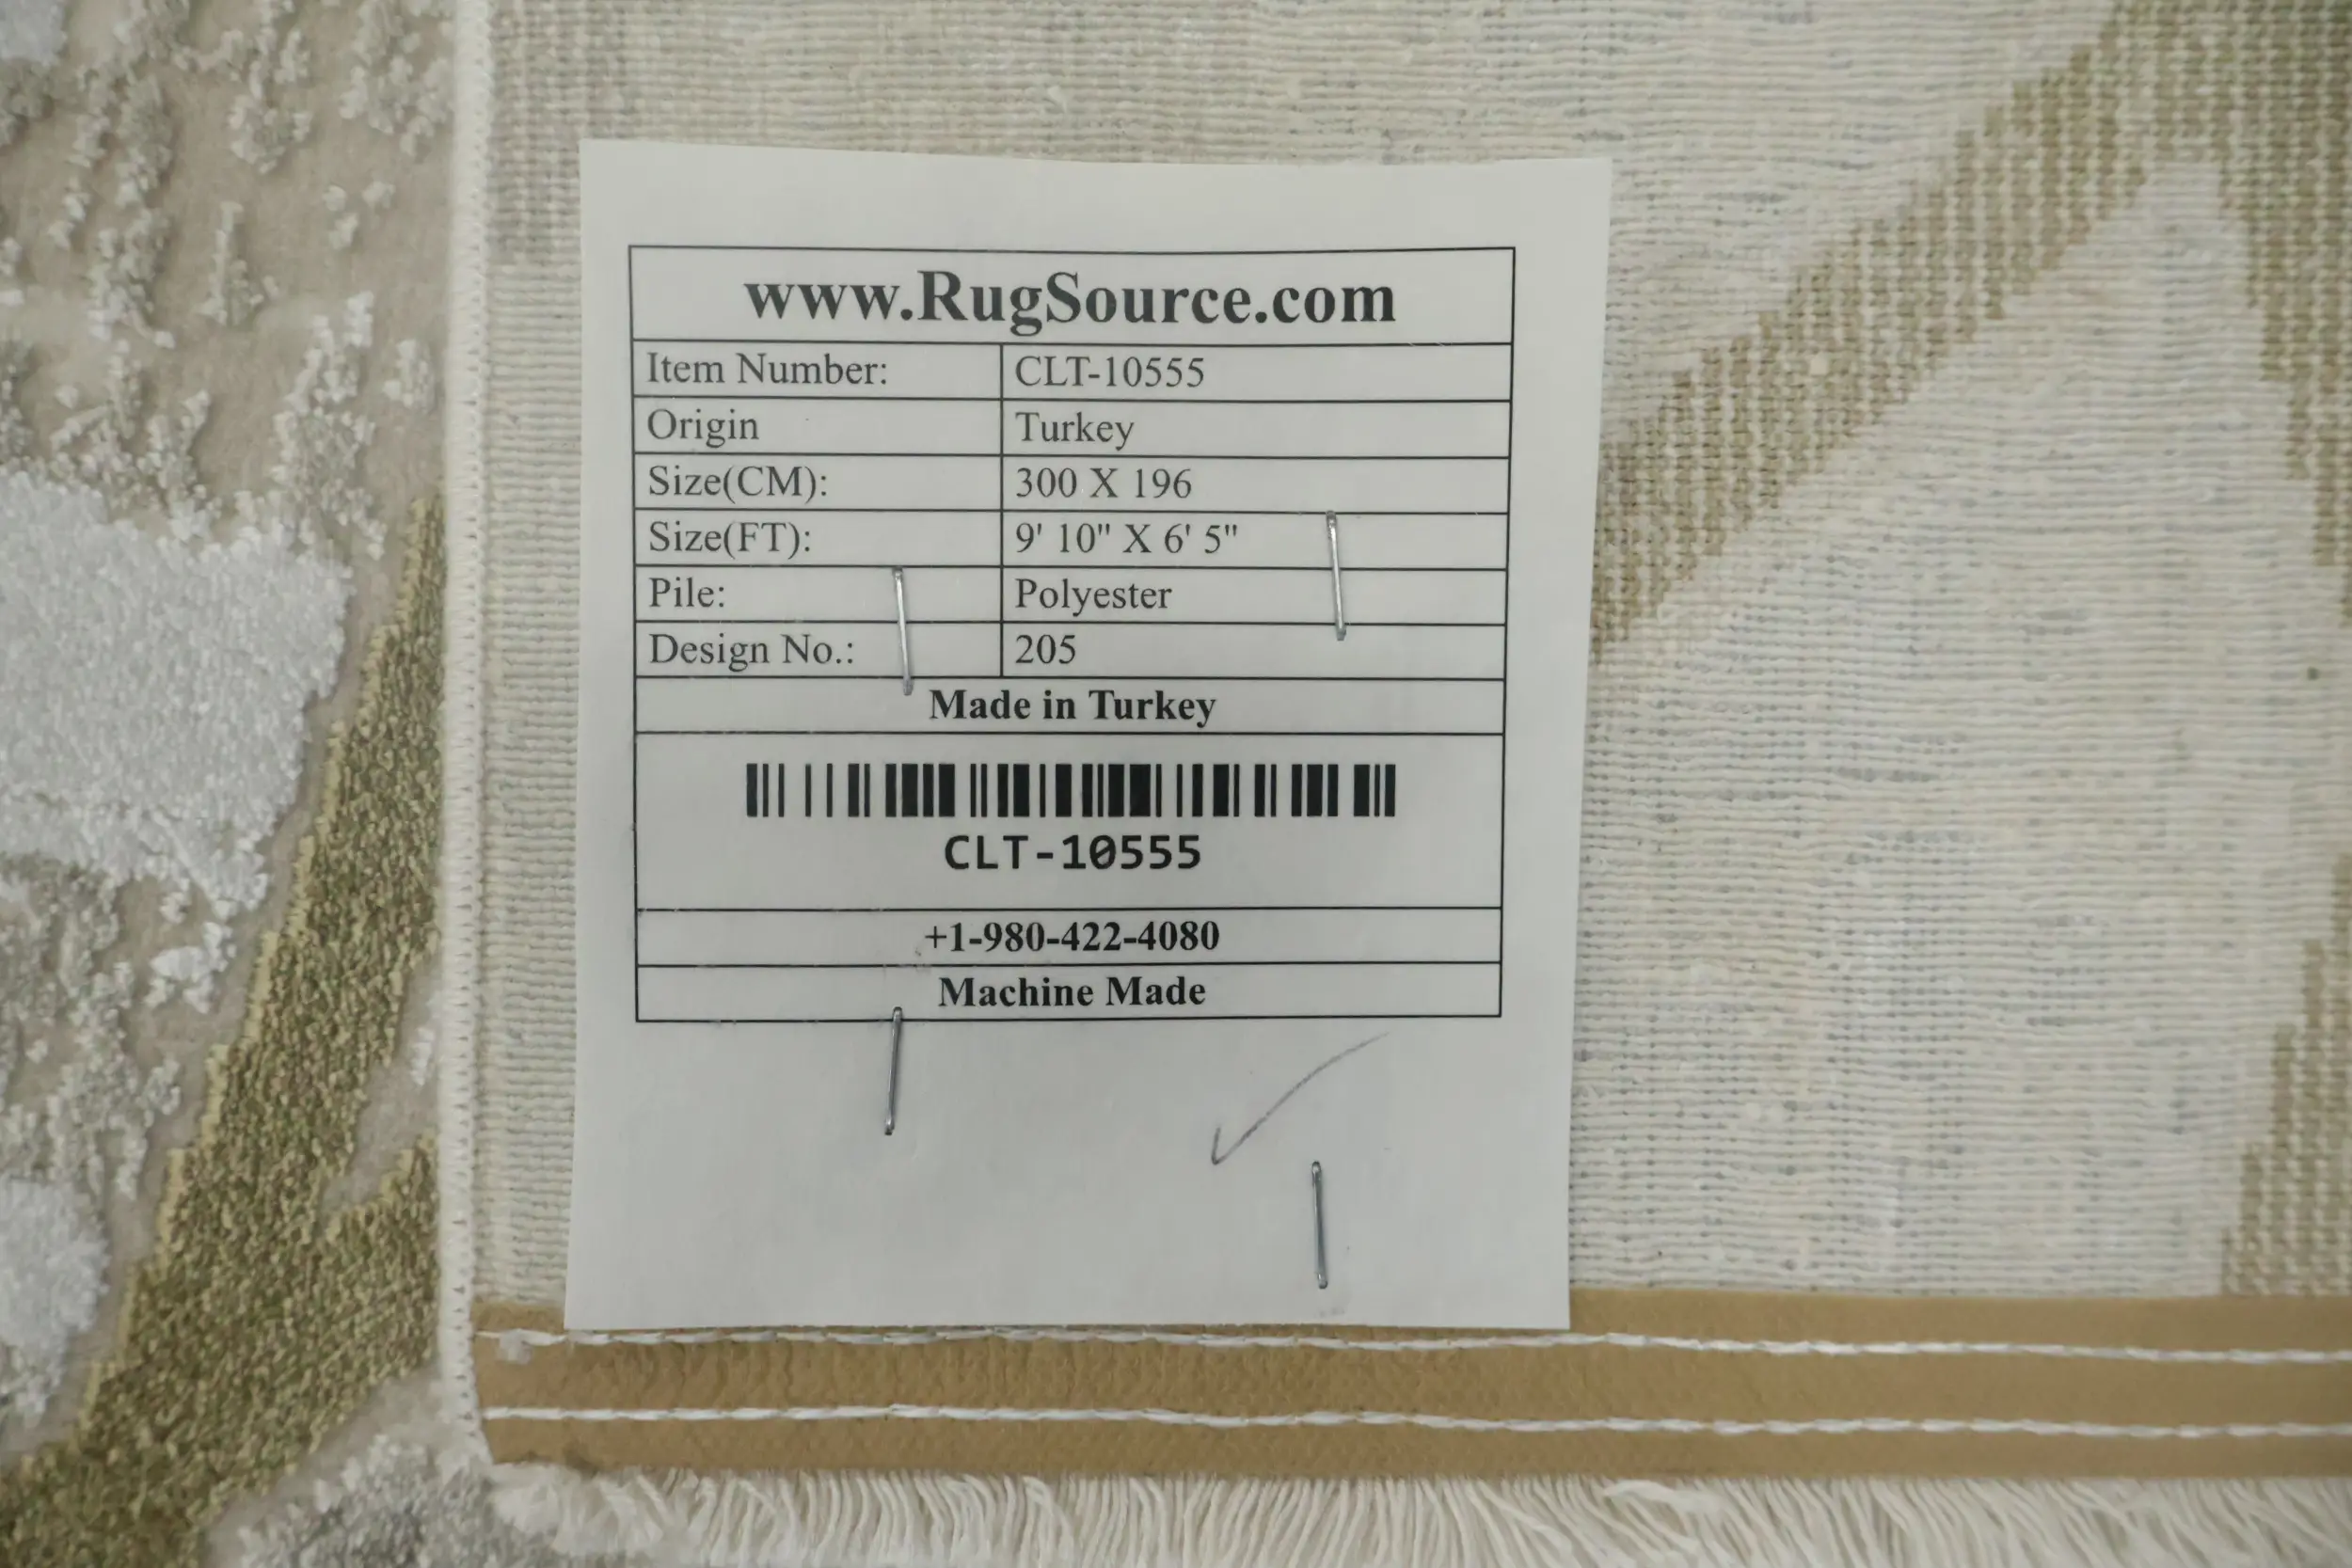 www.RugSource.com
Item Number: CLT-10555
Origin Turkey
Size(CM): 300 X 196
Size(FT): 9' 10" X 6' 5"
Pile: Polyester
Design No.: 205
Made in Turkey
CLT-10555
+1-980-422-4080
Machine Made